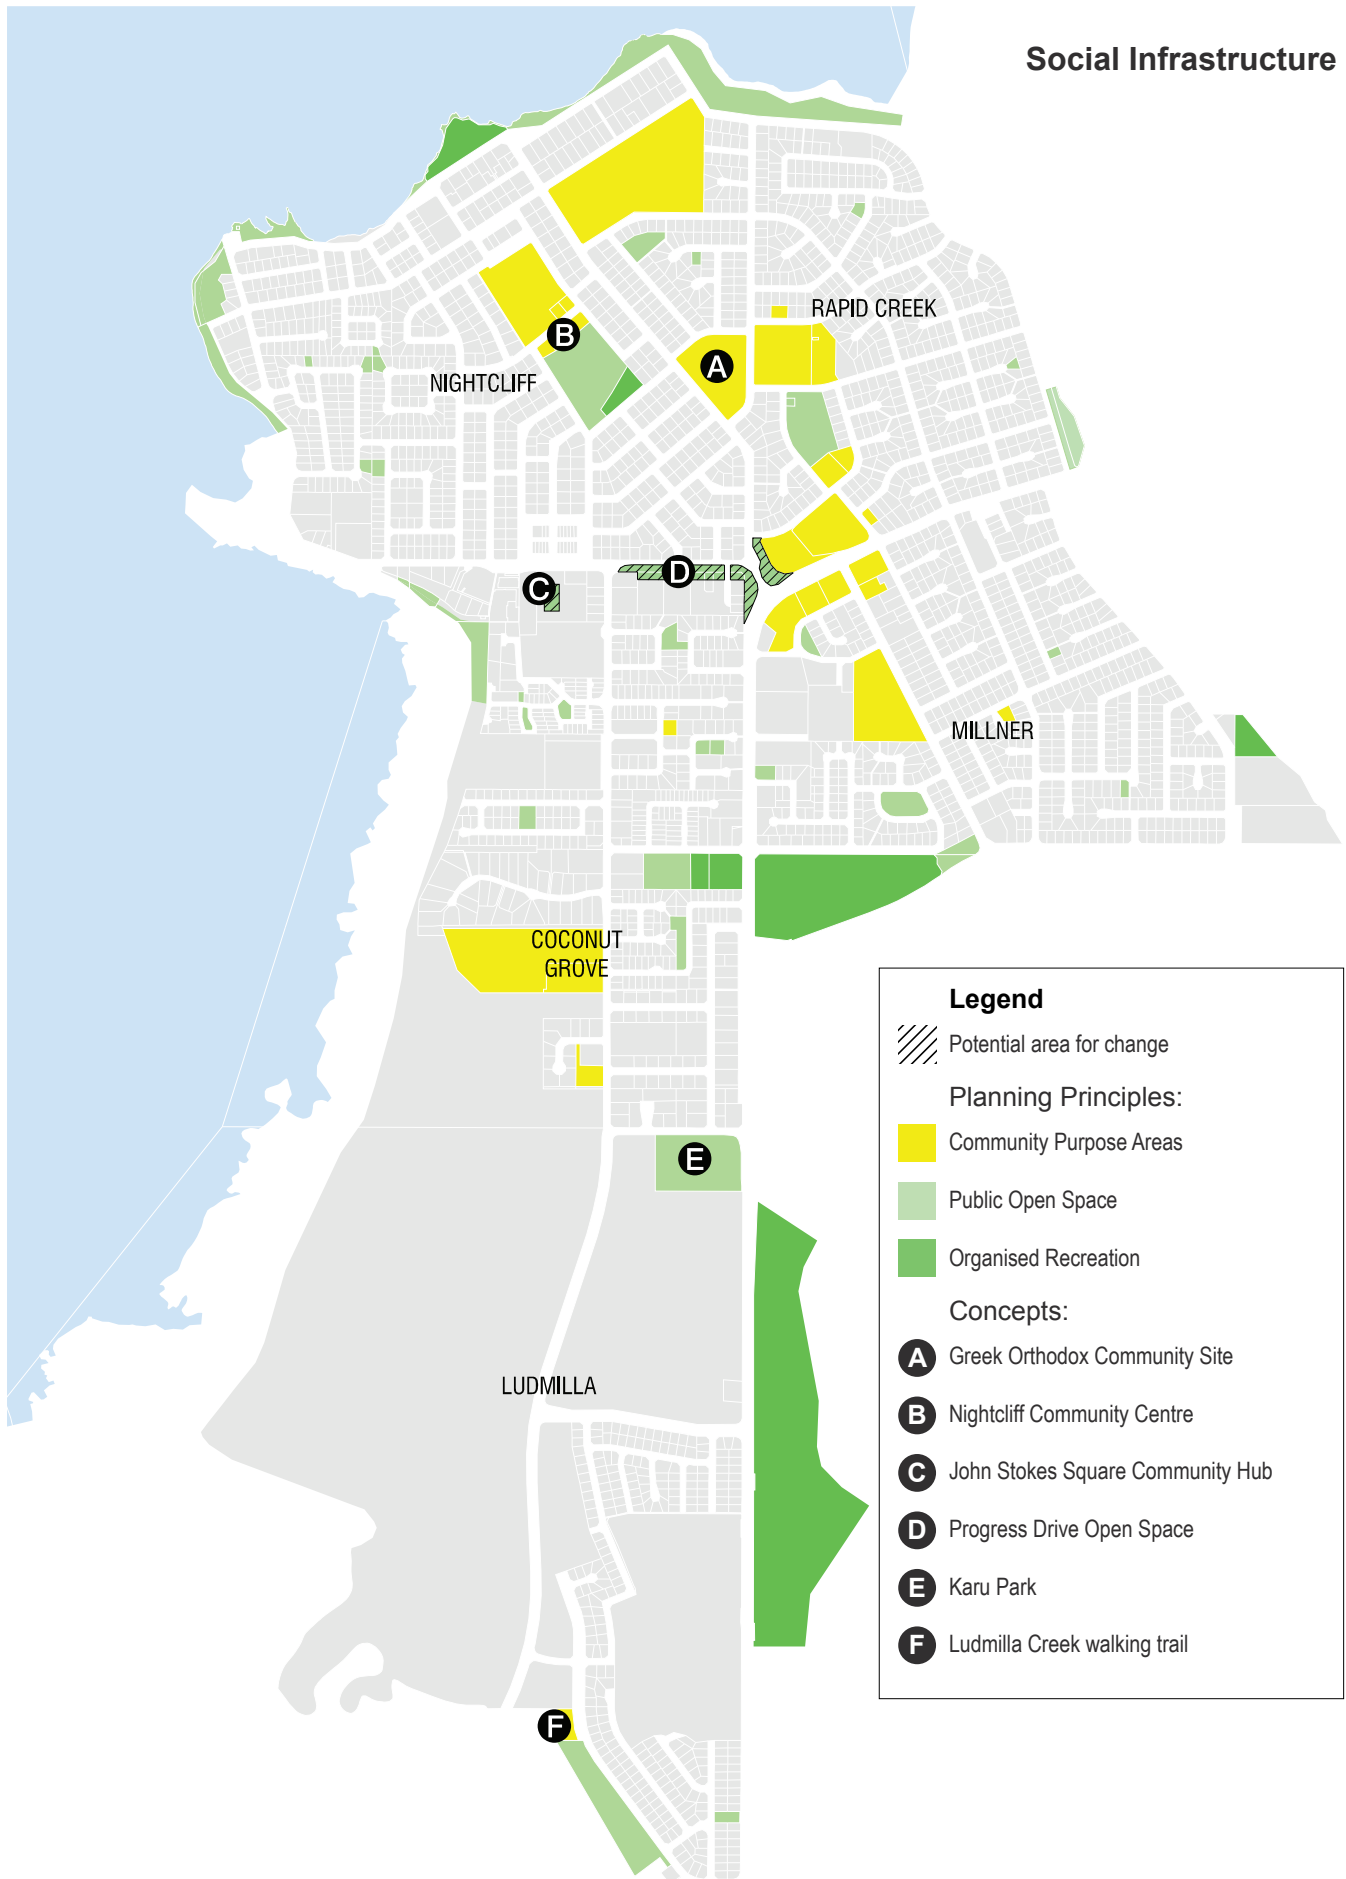 Social Infrastructure
RAPID CREEK
A
B
NIGHTCLIFF
D
C
MILLNER
COCONUT
GROVE
E
LUDMILLA
F
Legend
Potential area for change
Planning Principles:
Community Purpose Areas
Public Open Space
Organised Recreation
Concepts:
A Greek Orthodox Community Site
B Nightcliff Community Centre
C John Stokes Square Community Hub
D Progress Drive Open Space
E Karu Park
F Ludmilla Creek walking trail